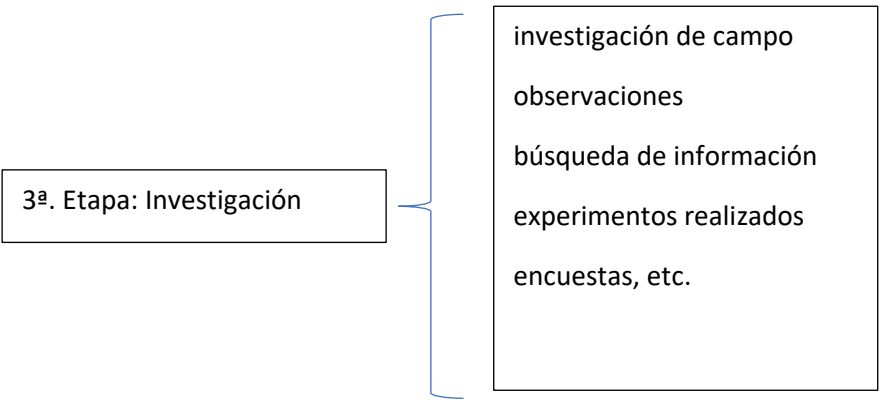 3ª. Etapa: Investigación
investigación de campo
observaciones
búsqueda de información
experimentos realizados
encuestas, etc.